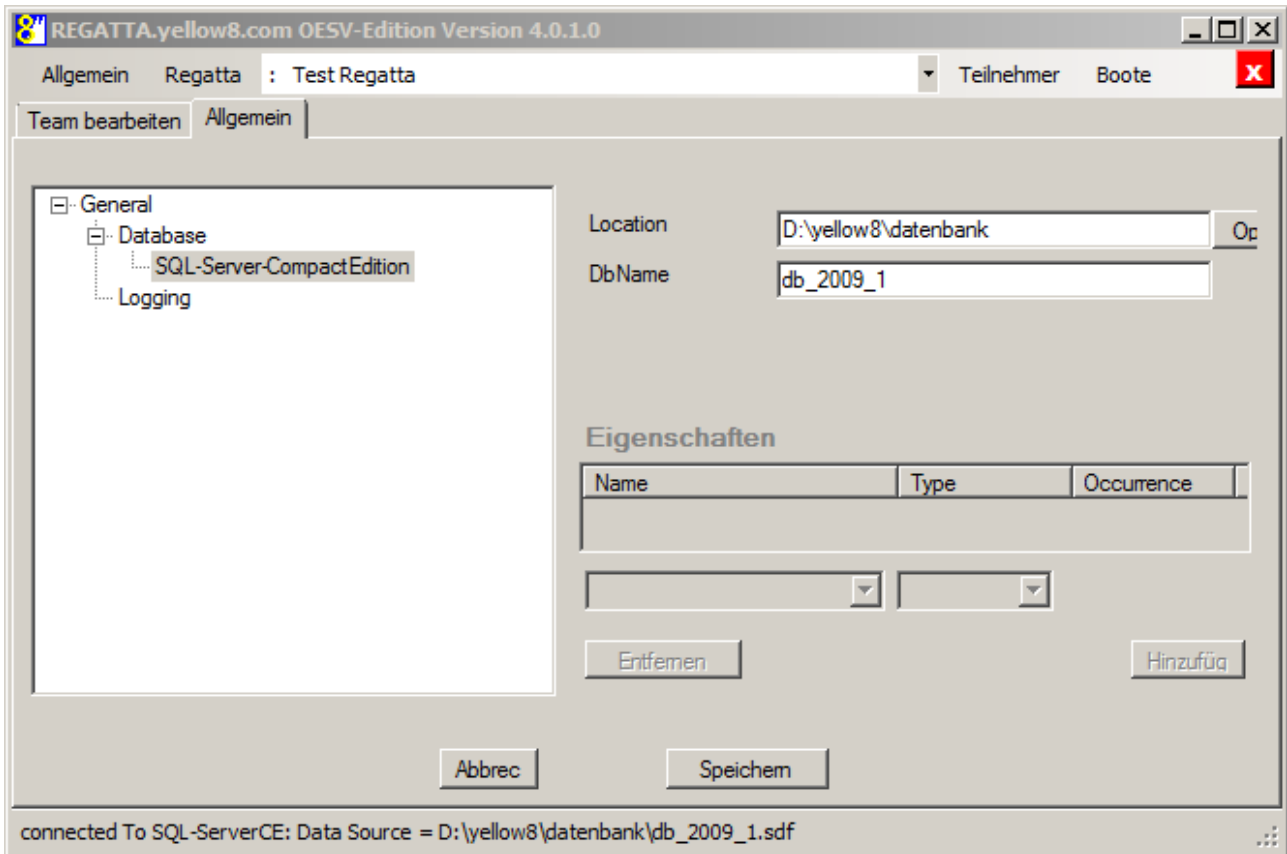 REGATTA.yellow8.com OESV-Edition Version 4.0.1.0
Allgemein Regatta : Test Regatta Teilnehmer Boote x
Team bearbeiten Allgemein
General
Database
SQL-Server-CompactEdition
Logging
Location D:\yellow8\datenbank Op
DbName db_2009_1
Eigenschaften
Name Type Occurrence
Entfernen Hinzufüg
Abbrec Speichern
connected To SQL-ServerCE: Data Source = D:\yellow8\datenbank\db_2009_1.sdf